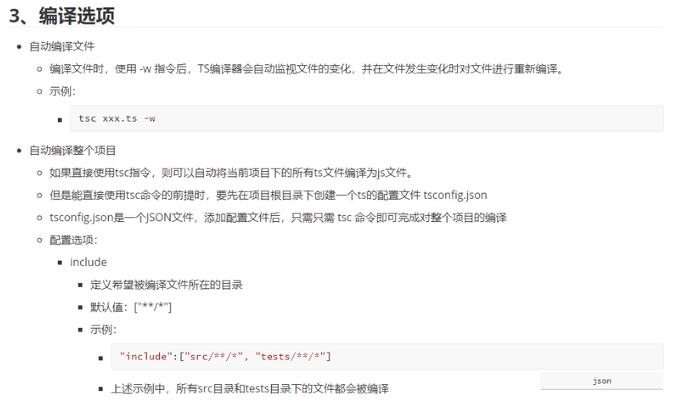 3、编译选项
自动编译文件
编译文件时，使用 -w 指令后，TS编译器会自动监视文件的变化，并在文件发生变化时对文件进行重新编译。
示例：
tsc xxx.ts -w
自动编译整个项目
如果直接使用tsc指令，则可以自动将当前项目下的所有ts文件编译为js文件。
但是能直接使用tsc命令的前提时，要先在项目根目录下创建一个ts的配置文件 tsconfig.json
tsconfig.json是一个JSON文件，添加配置文件后，只需只需 tsc 命令即可完成对整个项目的编译
配置选项：
include
定义希望被编译文件所在的目录
默认值：["**/*"]
示例：
"include":["src/**/*", "tests/**/*"]
json
上述示例中，所有src目录和tests目录下的文件都会被编译